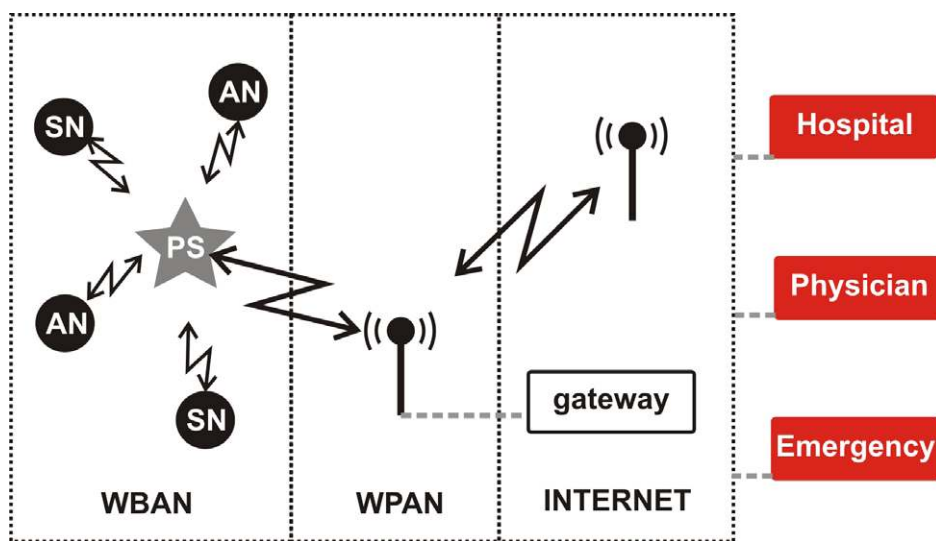 AN
SN
PS
AN
SN
gateway
WBAN
WPAN
INTERNET
Hospital
Physician
Emergency